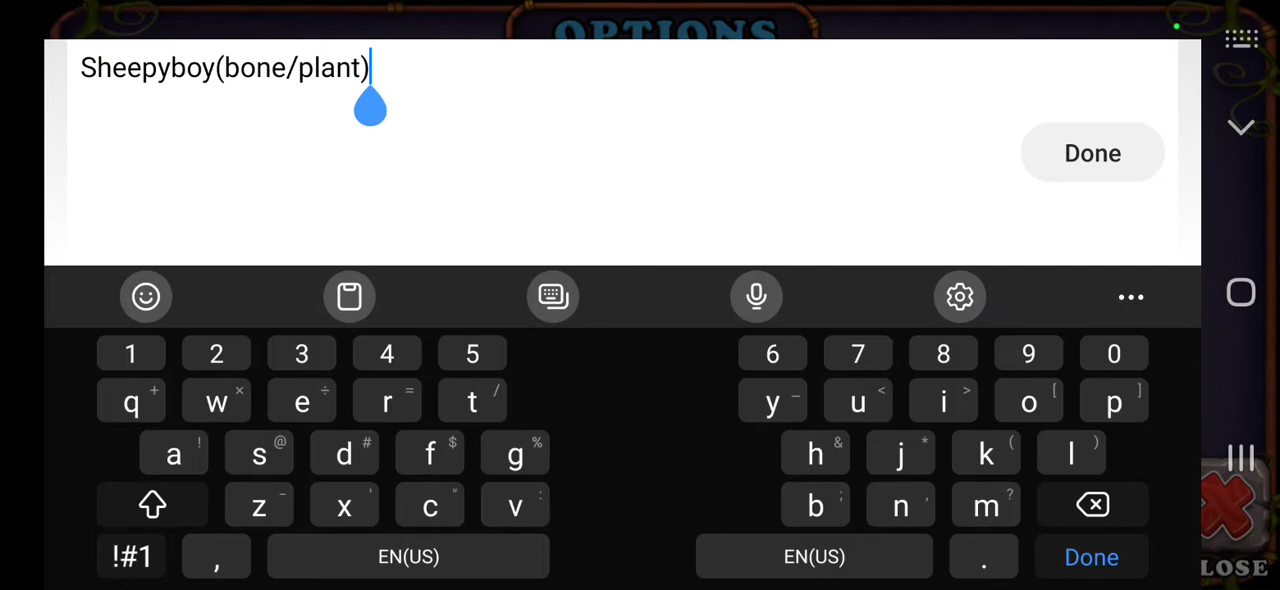 OPTIONS
Sheepyboy(bone/plant)
Done
1 2 3 4 5 6 7 8 9 0
q + w × e ÷ r = t / y _ u < i > o [ p ]
a ! s @ d # f $ g % h & j * k ( l )
z - x ' c " v : b ; n , m ?
!#1 , EN(US) EN(US) . Done
LOSE